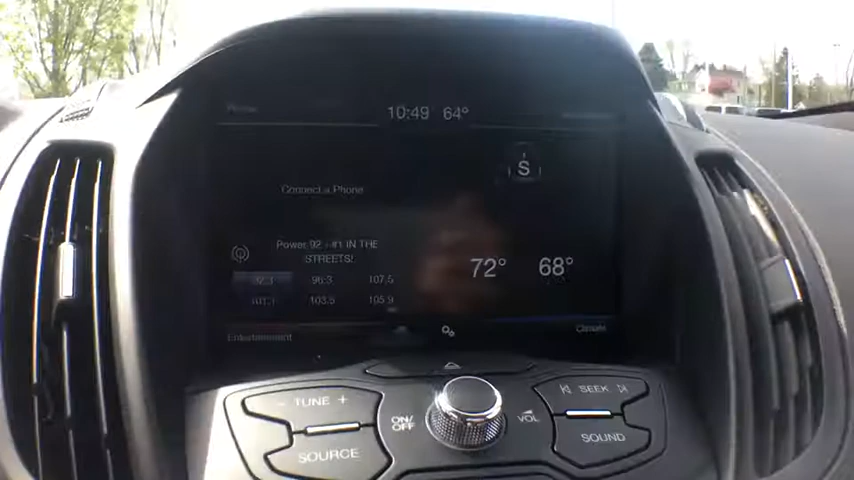 Phone
10:49 64°
S
Connect a Phone
Power 92 - #1 IN THE
STREETS!
92.3 96.3 107.5
101.1 103.5 105.9
72° 68°
Entertainment
Climate
- TUNE +
SOURCE
ON/
OFF
VOL
SEEK
SOUND